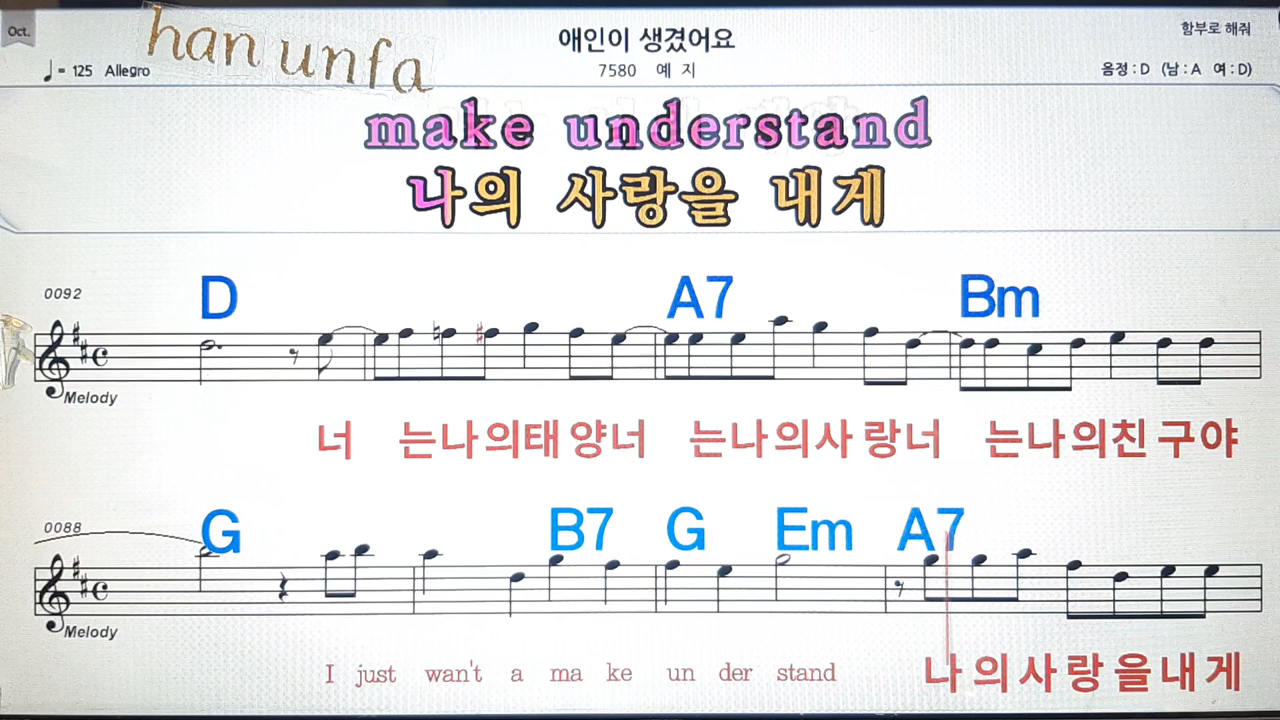 Oct.
han unfa
애인이 생겼어요
함부로 해줘
♩= 125 Allegro
7580 예 지
음정 : D (남 : A 여 : D)
make understand
나의 사랑을 내게
0092
D A7 Bm
Melody
너 는나의태양너 는나의사랑너 는나의친구야
0088
G B7 G Em A7
Melody
I just wan't a ma ke un der stand 나의사랑을내게